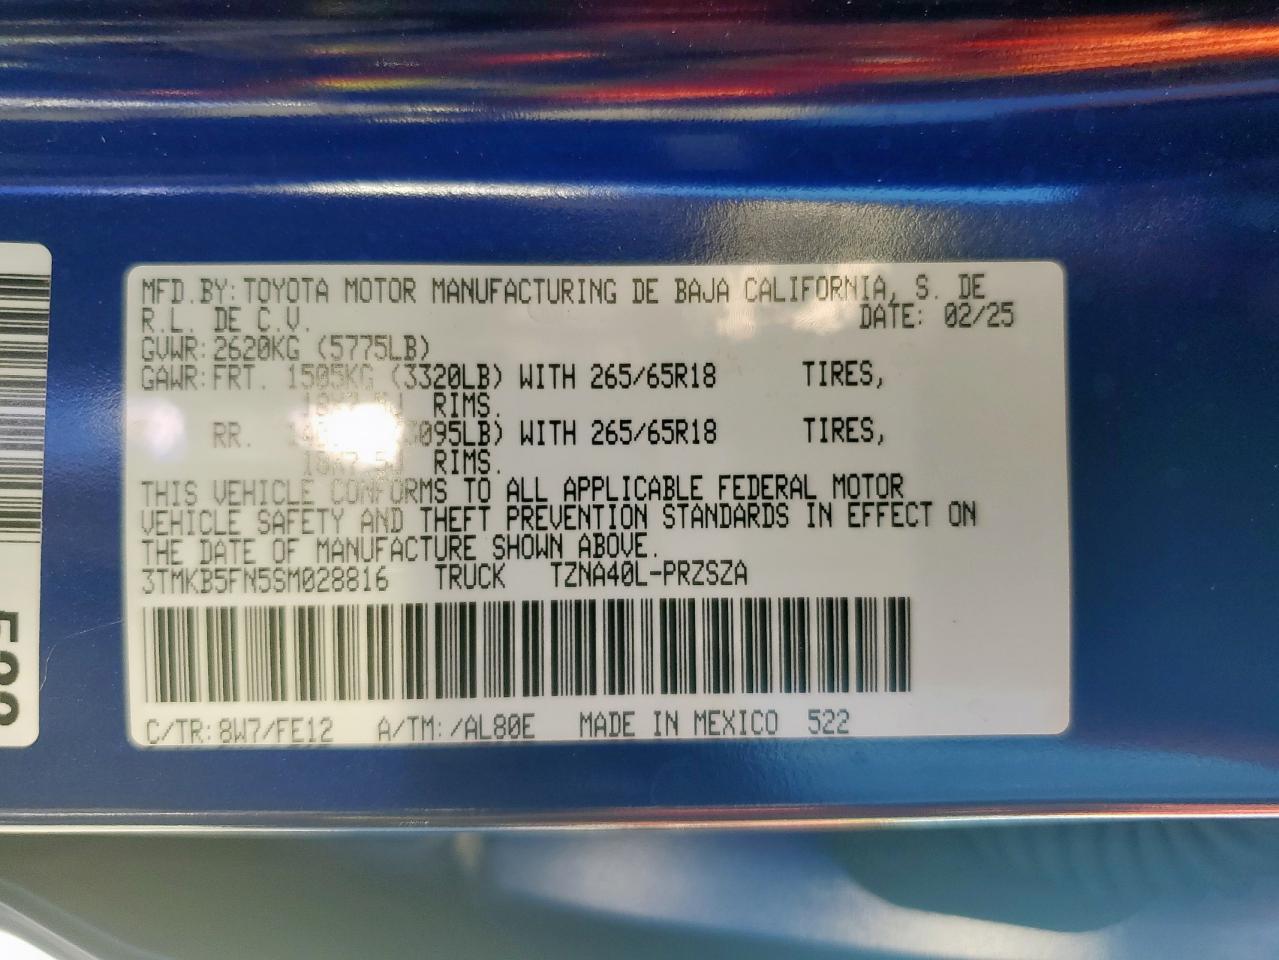 MFD.BY:TOYOTA MOTOR MANUFACTURING DE BAJA CALIFORNIA, S. DE
R.L. DE C.V. DATE: 02/25
GVWR:2620KG (5775LB)
GAWR:FRT. 1505KG (3320LB) WITH 265/65R18 TIRES,
RIMS.
RR. WITH 265/65R18 TIRES,
RIMS.
THIS VEHICLE CONFORMS TO ALL APPLICABLE FEDERAL MOTOR
VEHICLE SAFETY AND THEFT PREVENTION STANDARDS IN EFFECT ON
THE DATE OF MANUFACTURE SHOWN ABOVE.
3TMKB5FN5SM028816 TRUCK TZNA40L-PRZSZA
C/TR:8W7/FE12 A/TM:/AL80E MADE IN MEXICO 522